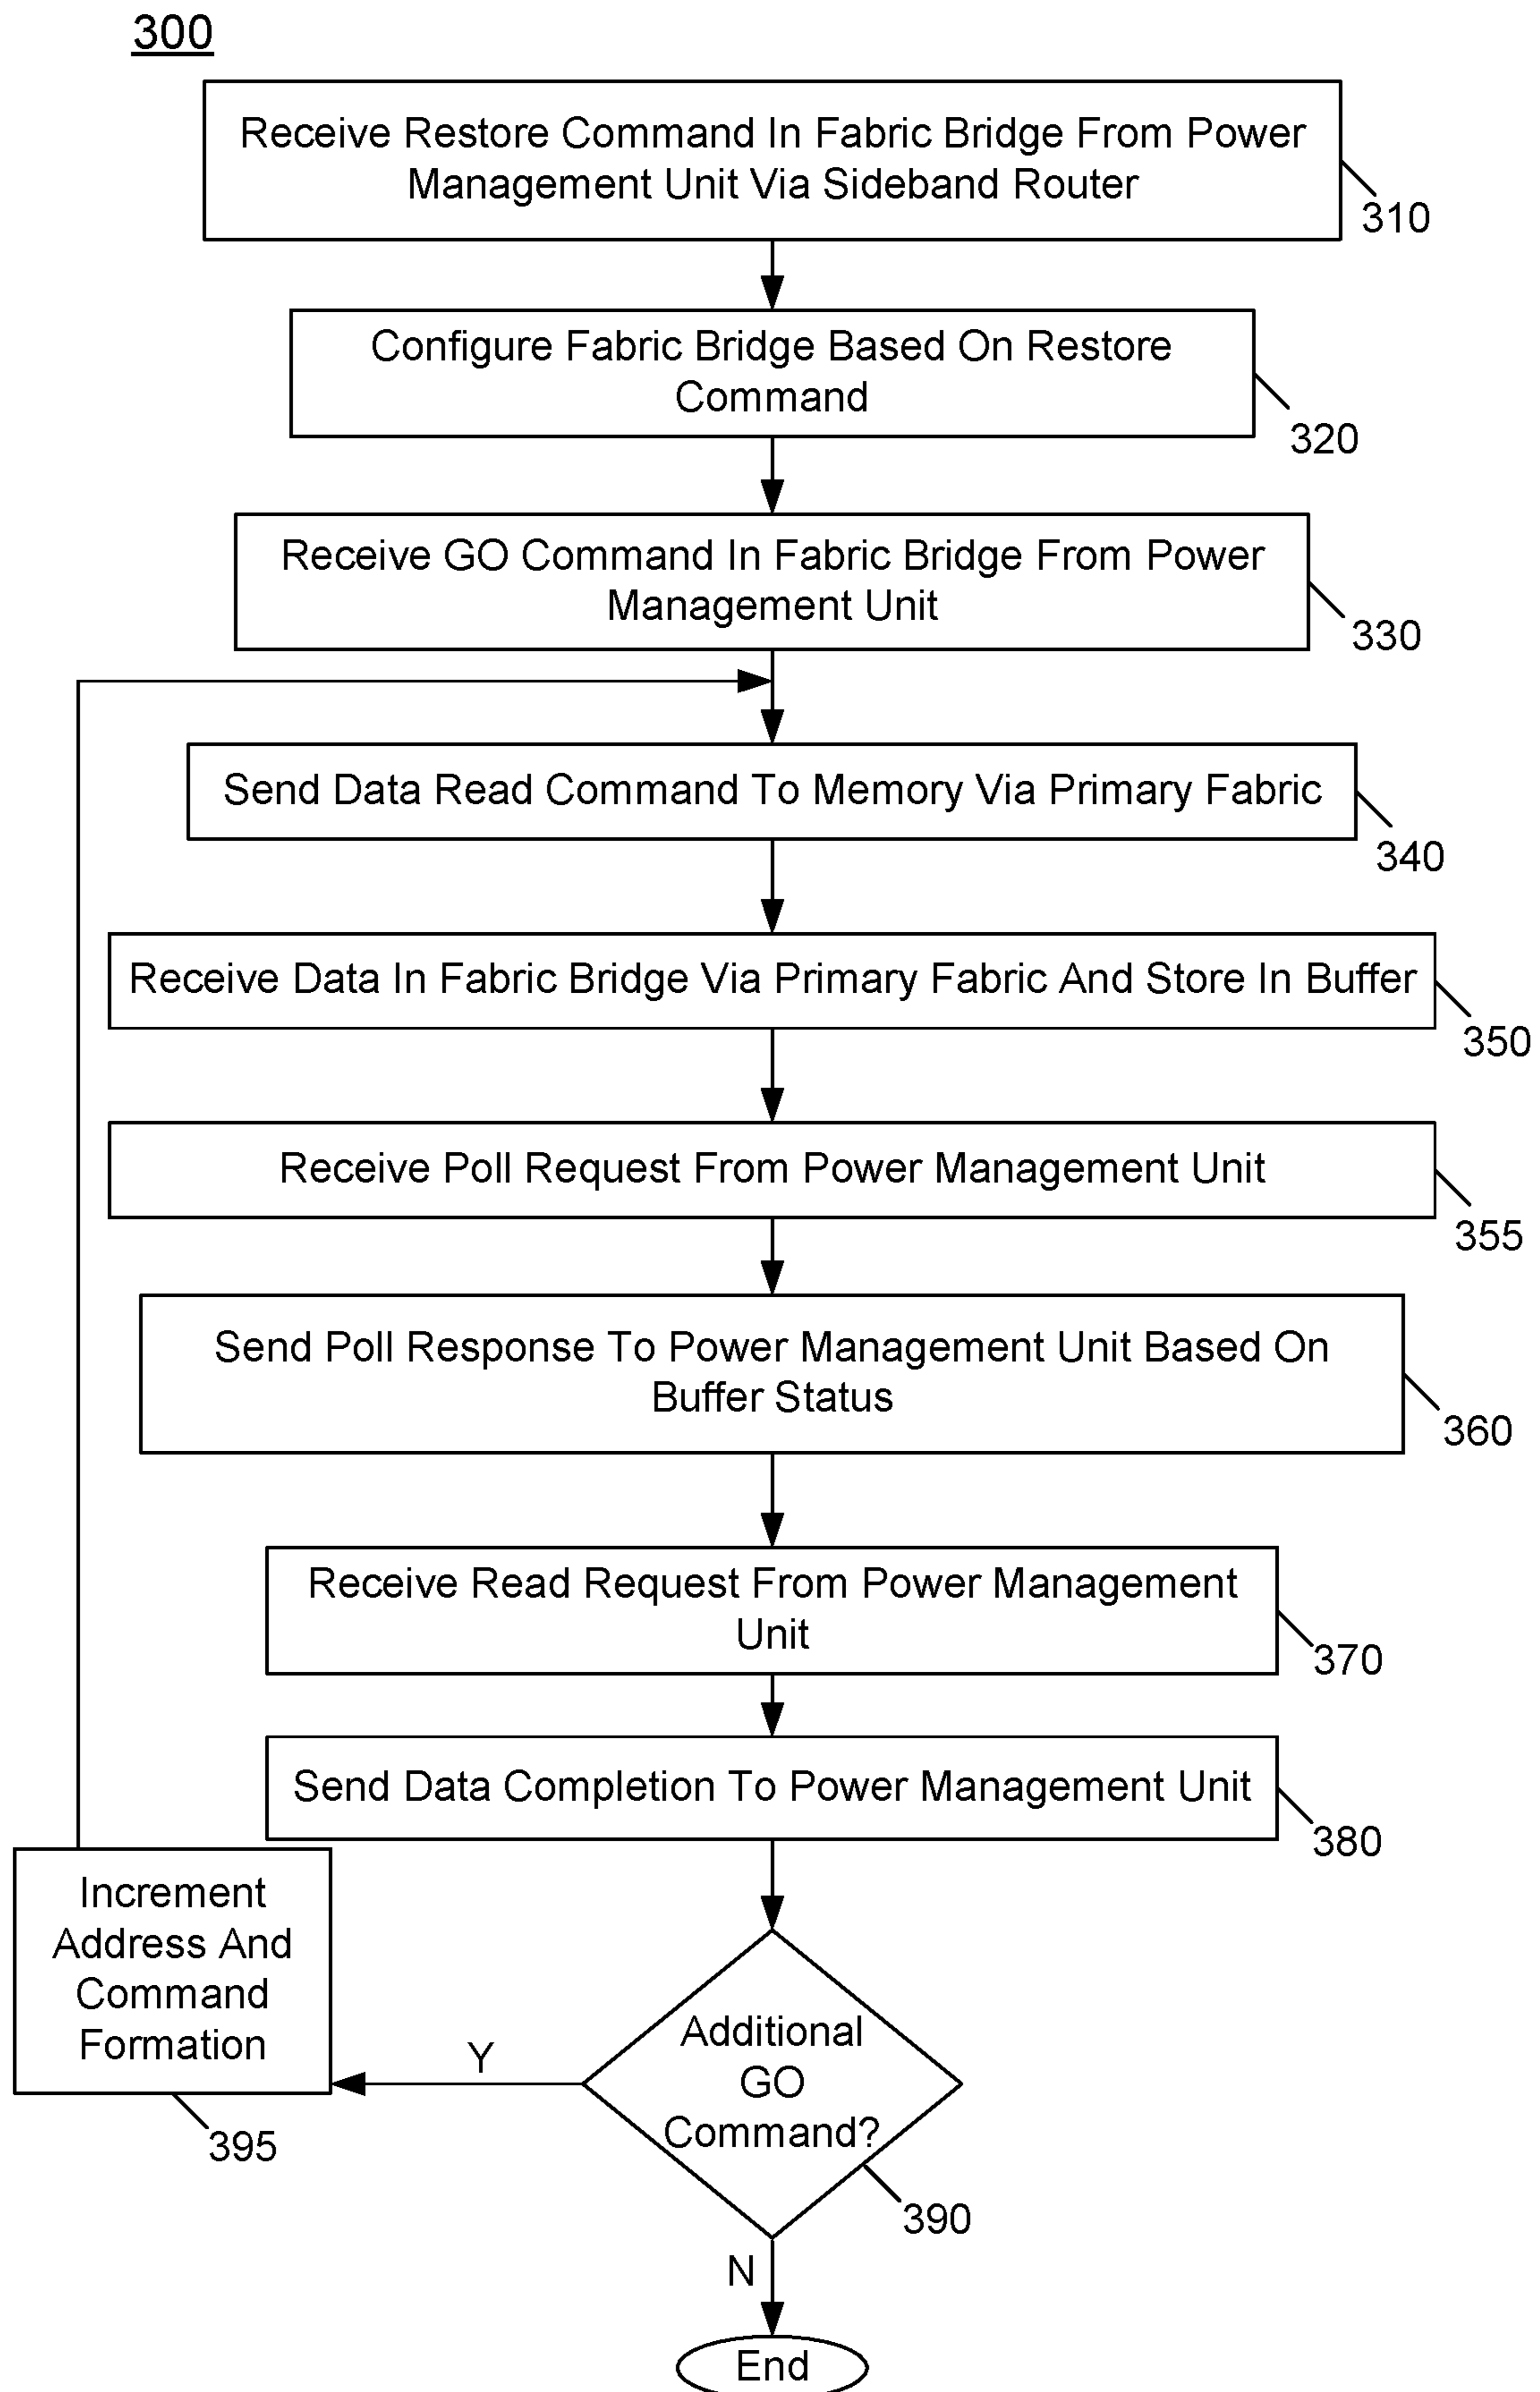 300
Receive Restore Command In Fabric Bridge From Power
Management Unit Via Sideband Router
310
Configure Fabric Bridge Based On Restore
Command
320
Receive GO Command In Fabric Bridge From Power
Management Unit
330
Send Data Read Command To Memory Via Primary Fabric
340
Receive Data In Fabric Bridge Via Primary Fabric And Store In Buffer
350
Receive Poll Request From Power Management Unit
355
Send Poll Response To Power Management Unit Based On
Buffer Status
360
Receive Read Request From Power Management
Unit
370
Send Data Completion To Power Management Unit
380
Increment
Address And
Command
Formation
395
Y
Additional
GO
Command?
390
N
End